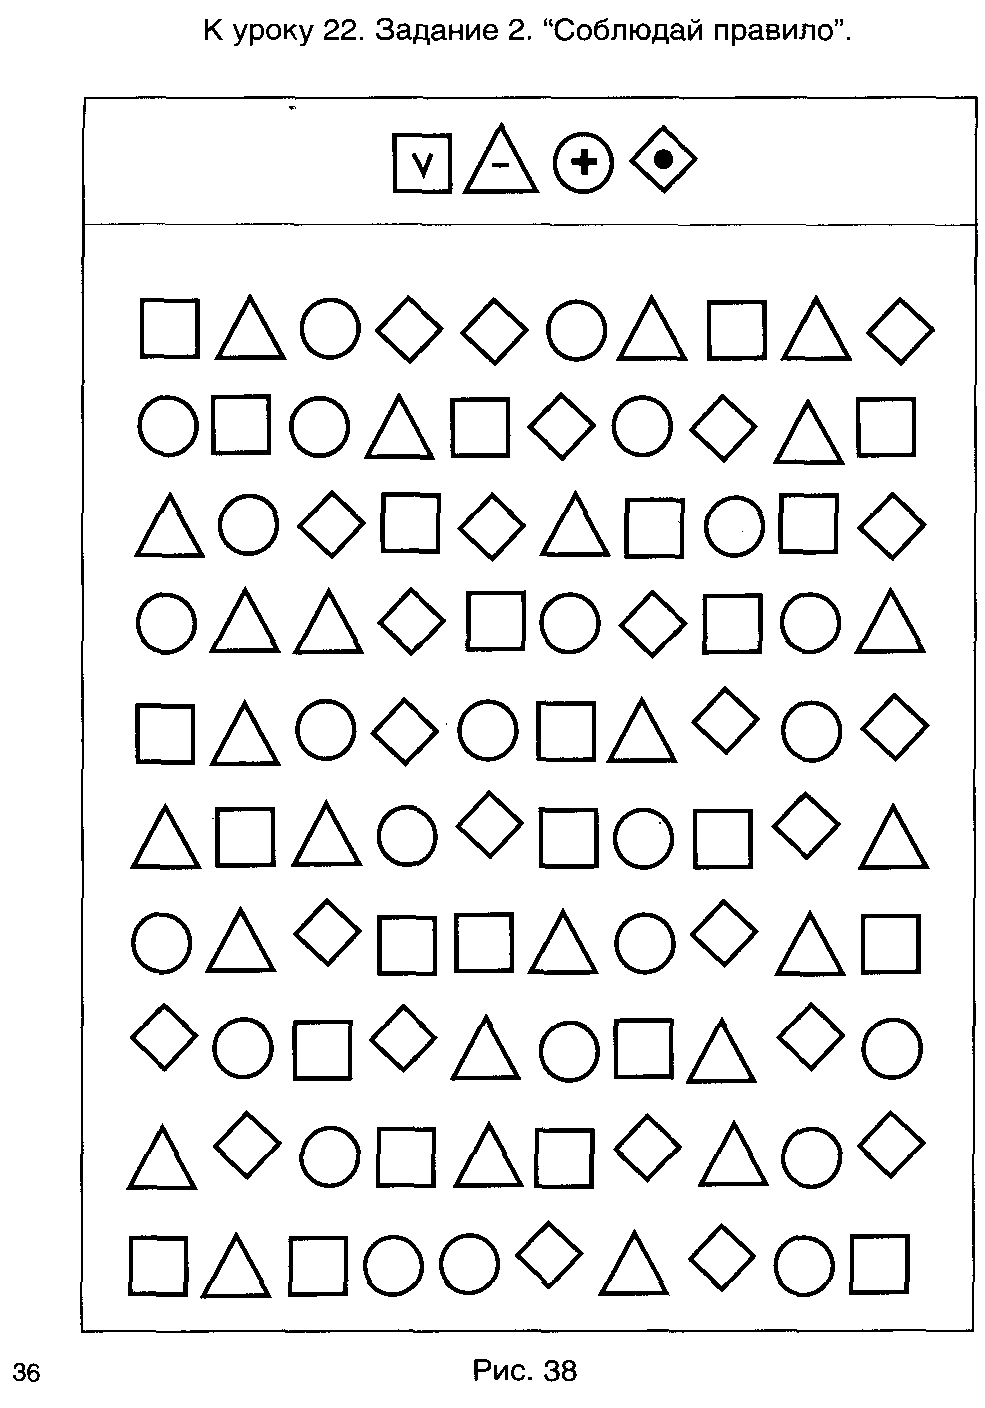 К уроку 22. Задание 2. “Соблюдай правило”.
V - + •
36
Рис. 38